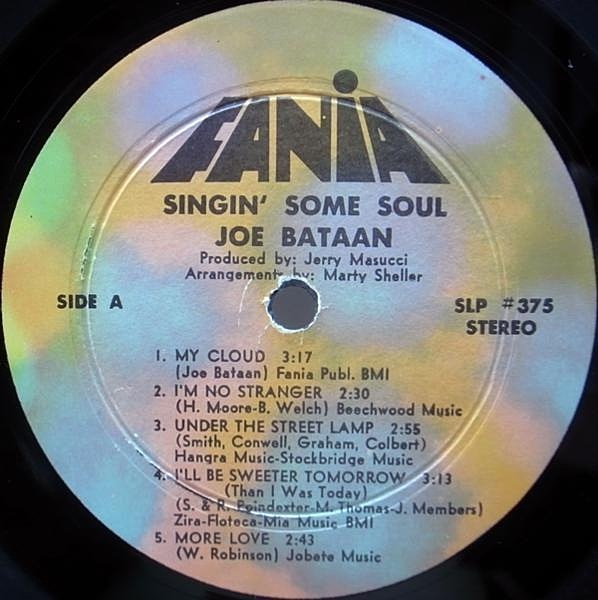 FANiA
SINGIN' SOME SOUL
JOE BATAAN
Produced by: Jerry Masucci
Arrangement by: Marty Sheller
SIDE A
SLP #375
STEREO
1. MY CLOUD 3:17
(Joe Bataan) Fania Publ. BMI
2. I'M NO STRANGER 2:30
(H. Moore-B. Welch) Beechwood Music
3. UNDER THE STREET LAMP 2:55
(Smith, Conwell, Graham, Colbert)
Hangra Music-Stockbridge Music
4. I'LL BE SWEETER TOMORROW 3:13
(Than I Was Today)
(S. & R. Poindexter-M. Thomas-J. Members)
Zira-Floteca-Mia Music BMI
5. MORE LOVE 2:43
(W. Robinson) Jobete Music